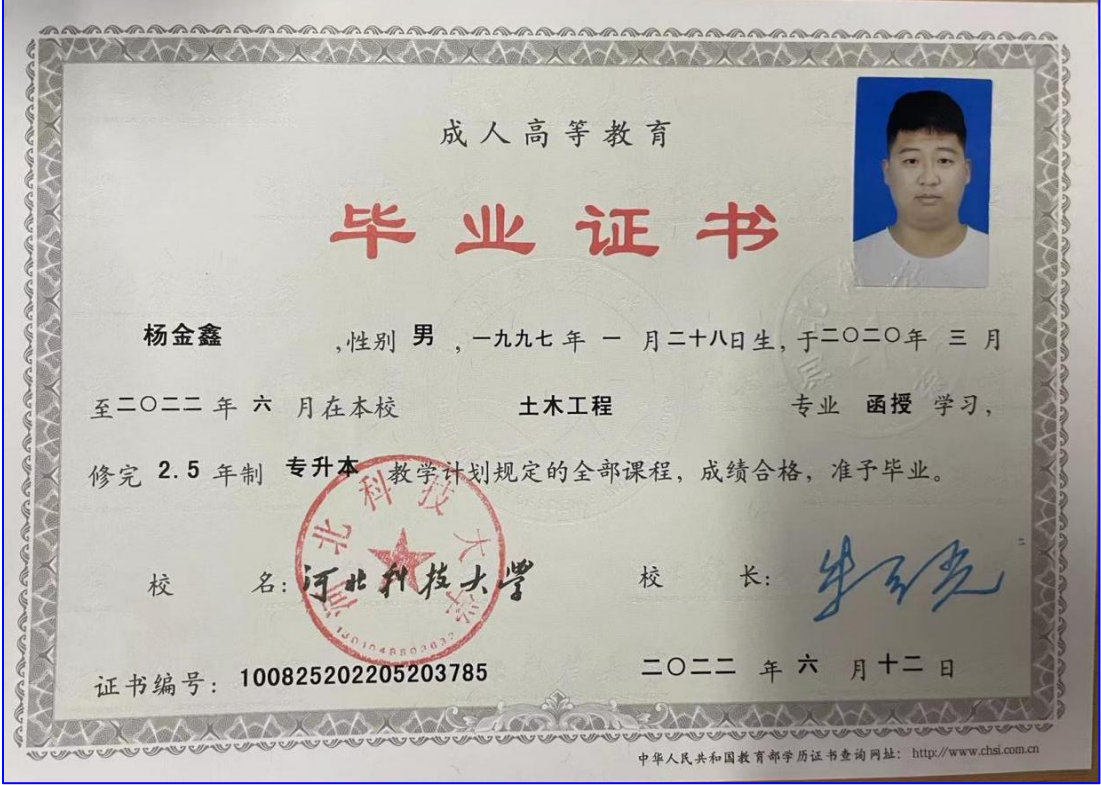 成人高等教育
毕业证书
杨金鑫 ,性别 男 ,一九九七 年 一 月二十八日生, 于二〇二〇年 三 月
至二〇二二 年 六 月在本校 土木工程 专业 函授 学习,
修完 2.5 年制 专升本 教学计划规定的全部课程,成绩合格,准予毕业。
校 名: 河北科技大学
校 长:
河北科技大学
证书编号: 100825202205203785
二〇二二 年 六 月 十二 日
中华人民共和国教育部学历证书查询网址: http://www.chsi.com.cn